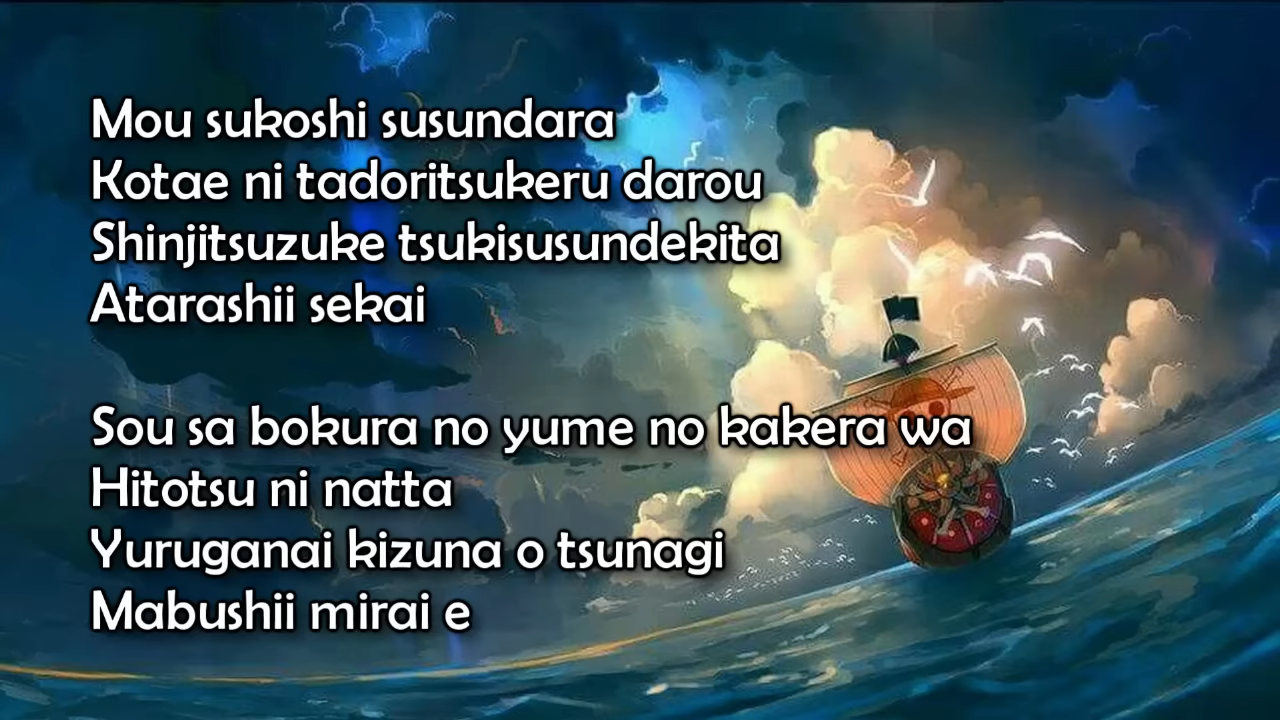 Mou sukoshi susundara
Kotae ni tadoritsukeru darou
Shinjitsuzuke tsukisusundekita
Atarashii sekai
Sou sa bokura no yume no kakera wa
Hitotsu ni natta
Yuruganai kizuna o tsunagi
Mabushii mirai e